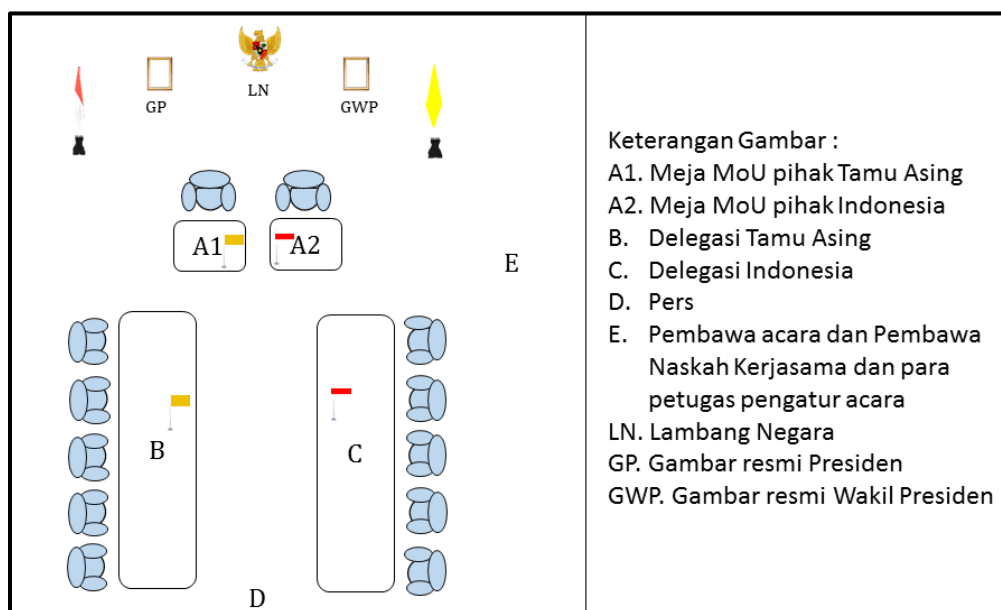 LN
GP
GWP
A1
A2
E
B
C
D
Keterangan Gambar :
A1. Meja MoU pihak Tamu Asing
A2. Meja MoU pihak Indonesia
B. Delegasi Tamu Asing
C. Delegasi Indonesia
D. Pers
E. Pembawa acara dan Pembawa
Naskah Kerjasama dan para
petugas pengatur acara
LN. Lambang Negara
GP. Gambar resmi Presiden
GWP. Gambar resmi Wakil Presiden